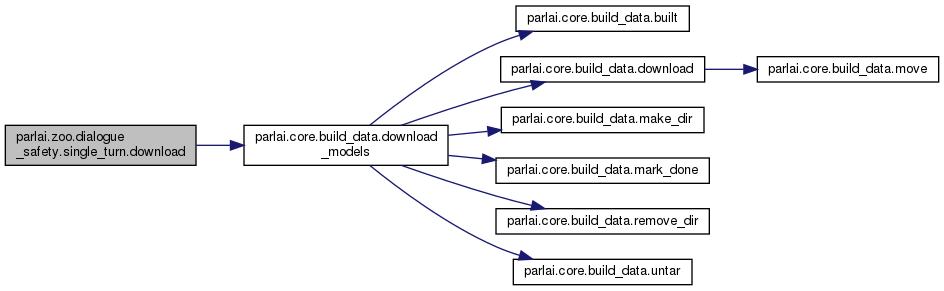 parlai.core.build_data.built
parlai.core.build_data.download
parlai.core.build_data.move
parlai.core.build_data.make_dir
parlai.zoo.dialogue
_safety.single_turn.download
parlai.core.build_data.download
_models
parlai.core.build_data.mark_done
parlai.core.build_data.remove_dir
parlai.core.build_data.untar